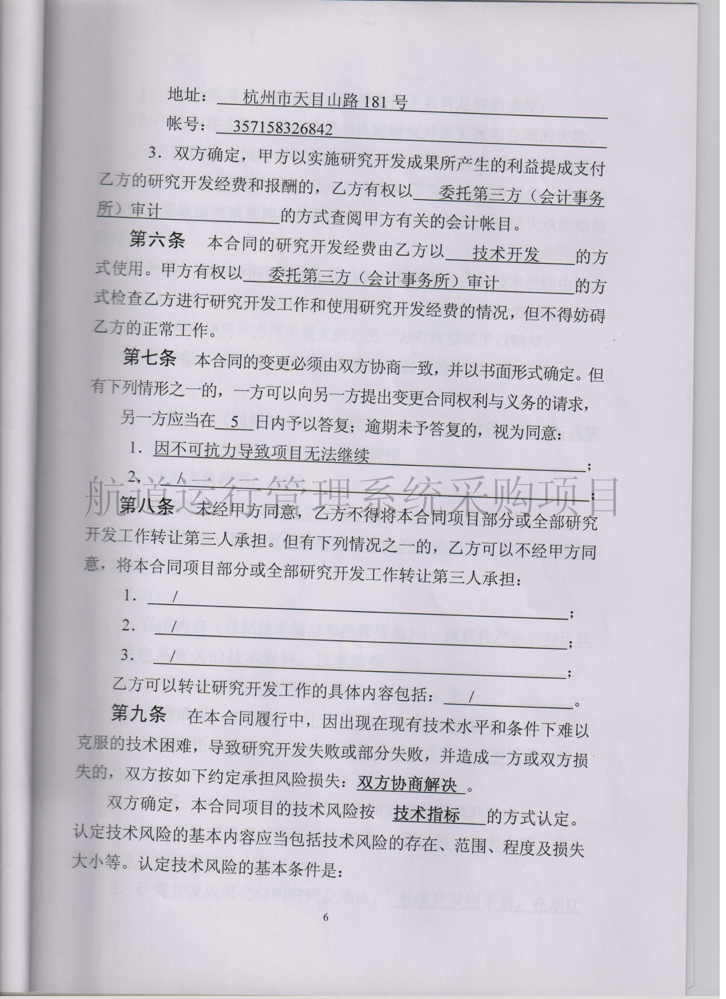 地址： 杭州市天目山路 181 号
帐号： 357158326842
3．双方确定，甲方以实施研究开发成果所产生的利益提成支付
乙方的研究开发经费和报酬的，乙方有权以 委托第三方（会计事务
所）审计 的方式查阅甲方有关的会计帐目。
第六条 本合同的研究开发经费由乙方以 技术开发 的方
式使用。甲方有权以 委托第三方（会计事务所）审计 的方
式检查乙方进行研究开发工作和使用研究开发经费的情况，但不得妨碍
乙方的正常工作。
第七条 本合同的变更必须由双方协商一致，并以书面形式确定。但
有下列情形之一的，一方可以向另一方提出变更合同权利与义务的请求，
另一方应当在 5 日内予以答复；逾期未予答复的，视为同意：
1．因不可抗力导致项目无法继续 ；
2． / ；
航道运行管理系统采购项目
第八条 未经甲方同意，乙方不得将本合同项目部分或全部研究
开发工作转让第三人承担。但有下列情况之一的，乙方可以不经甲方同
意，将本合同项目部分或全部研究开发工作转让第三人承担：
1． / ；
2． / ；
3． / ；
乙方可以转让研究开发工作的具体内容包括： / 。
第九条 在本合同履行中，因出现在现有技术水平和条件下难以
克服的技术困难，导致研究开发失败或部分失败，并造成一方或双方损
失的，双方按如下约定承担风险损失：双方协商解决 。
双方确定，本合同项目的技术风险按 技术指标 的方式认定。
认定技术风险的基本内容应当包括技术风险的存在、范围、程度及损失
大小等。认定技术风险的基本条件是：
6